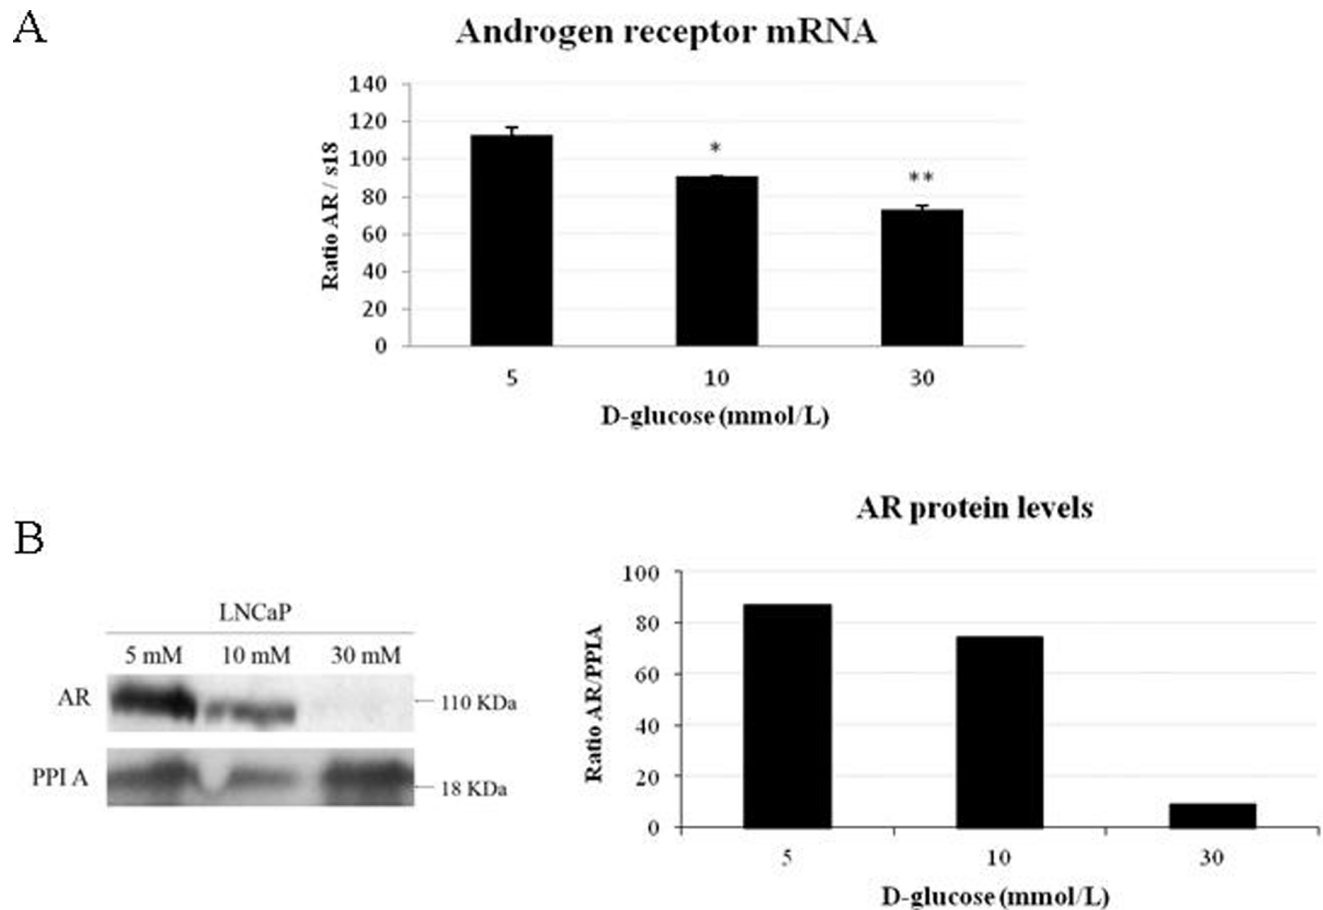 A
Androgen receptor mRNA
140
120
100
80
60
40
20
0
Ratio AR / s18
*
**
5 10 30
D-glucose (mmol/L)
B
LNCaP
5 mM 10 mM 30 mM
AR
110 KDa
PPI A
18 KDa
AR protein levels
100
80
60
40
20
0
Ratio AR/PPIA
5 10 30
D-glucose (mmol/L)